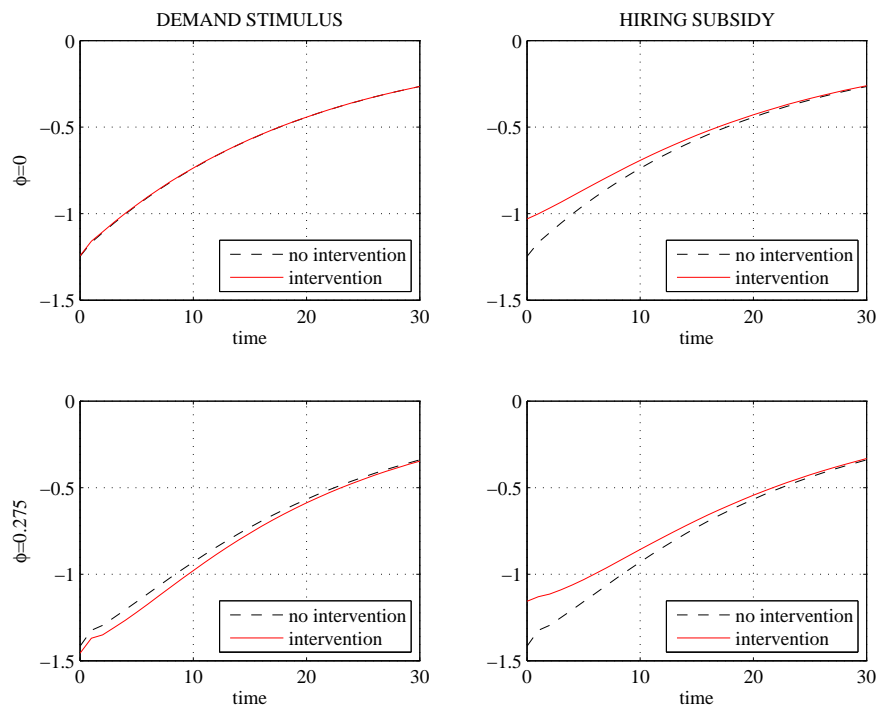 DEMAND STIMULUS
0
−0.5
−1
−1.5
0
10
20
30
time
ϕ=0
no intervention
intervention
HIRING SUBSIDY
0
−0.5
−1
−1.5
0
10
20
30
time
no intervention
intervention
0
−0.5
−1
−1.5
0
10
20
30
time
ϕ=0.275
no intervention
intervention
0
−0.5
−1
−1.5
0
10
20
30
time
no intervention
intervention